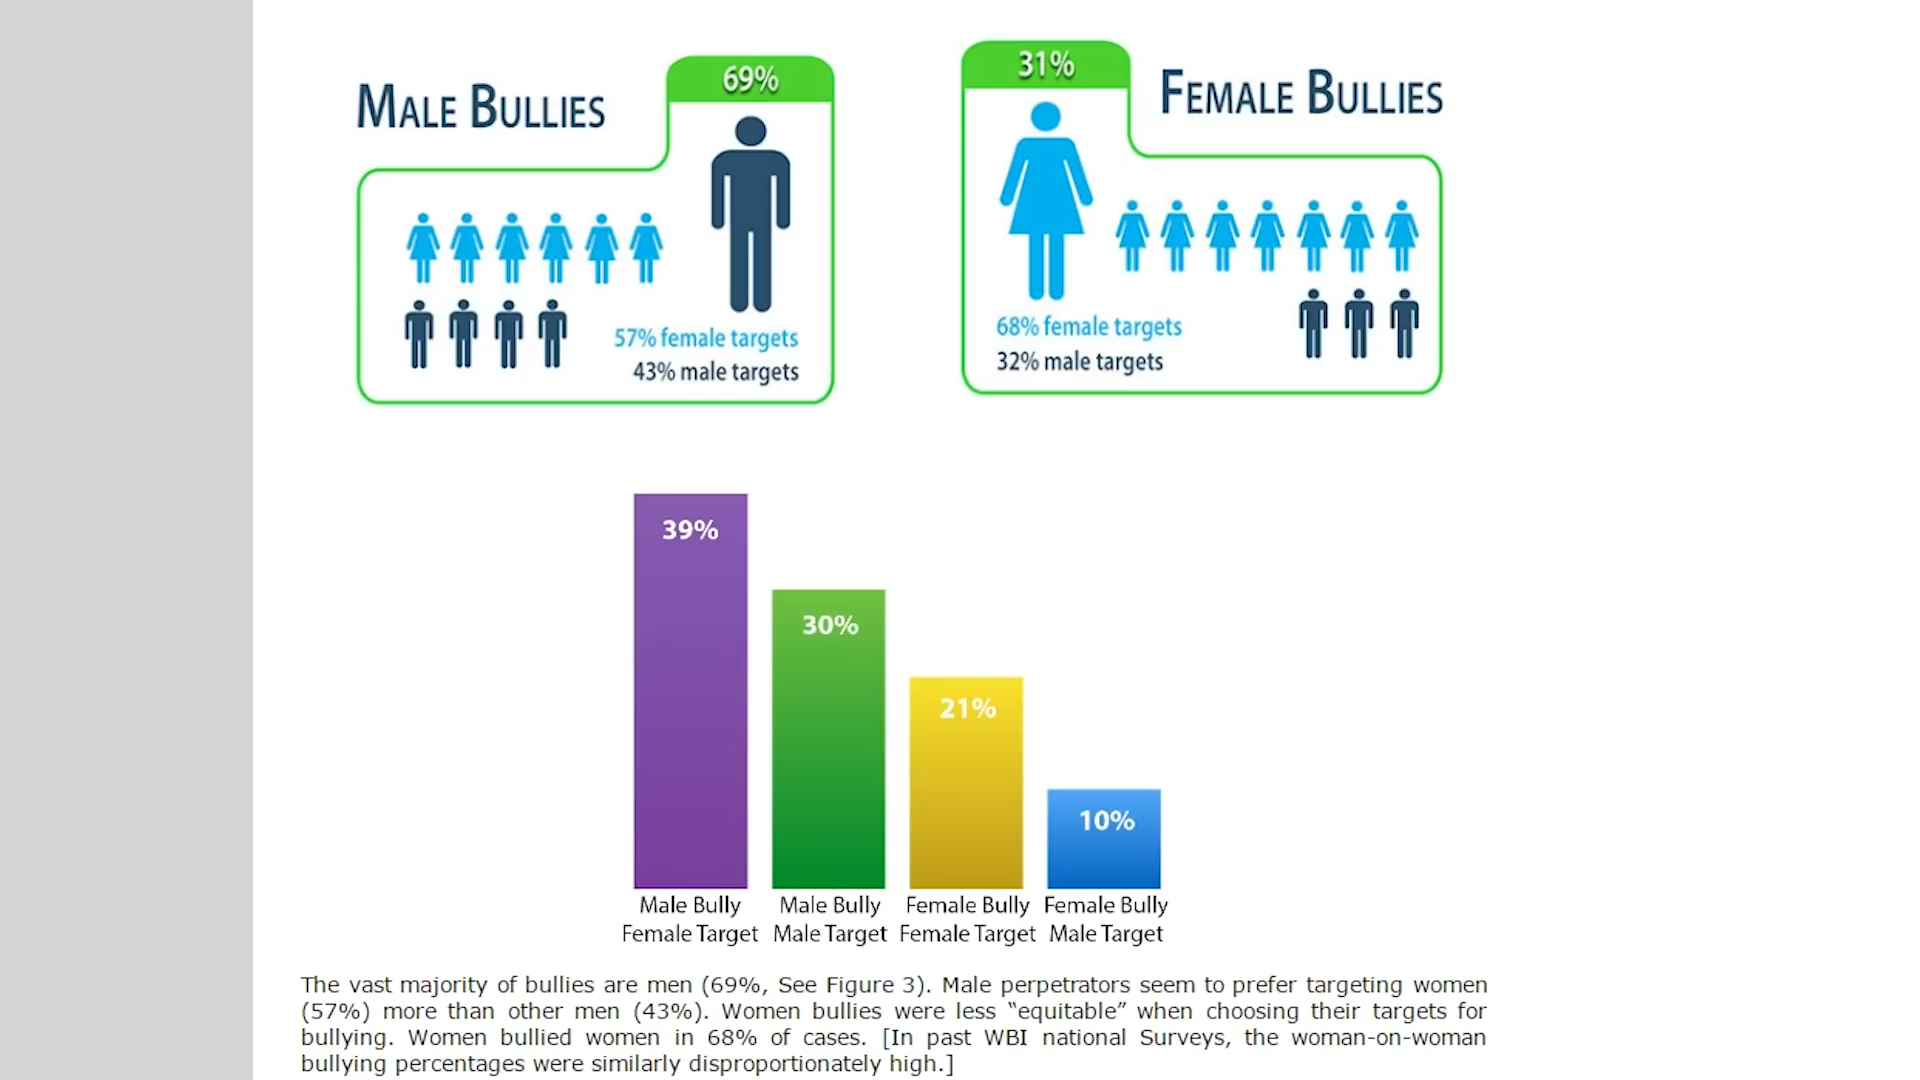 MALE BULLIES
69%
57% female targets
43% male targets
31%
FEMALE BULLIES
68% female targets
32% male targets
39%
30%
21%
10%
Male Bully
Female Target
Male Bully
Male Target
Female Bully
Female Target
Female Bully
Male Target
The vast majority of bullies are men (69%, See Figure 3). Male perpetrators seem to prefer targeting women
(57%) more than other men (43%). Women bullies were less “equitable” when choosing their targets for
bullying. Women bullied women in 68% of cases. [In past WBI national Surveys, the woman-on-woman
bullying percentages were similarly disproportionately high.]